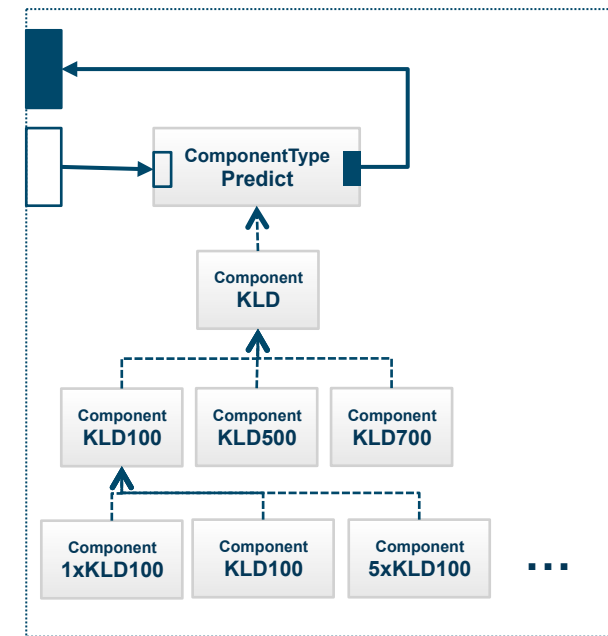 ComponentType
Predict
Component
KLD
Component
KLD100
Component
KLD500
Component
KLD700
Component
1xKLD100
Component
KLD100
Component
5xKLD100
...